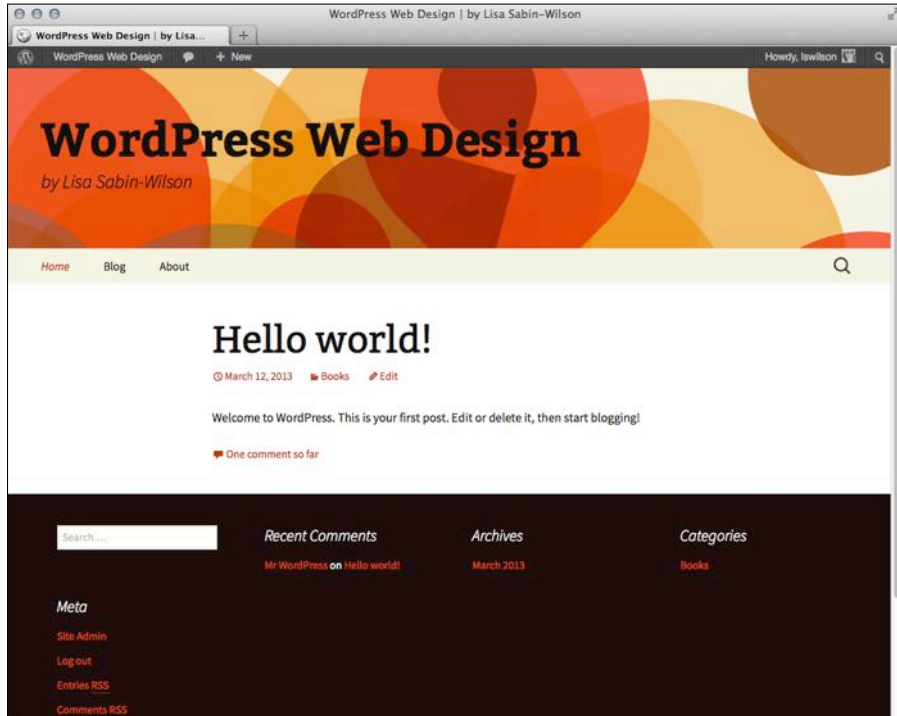 WordPress Web Design | by Lisa Sabin-Wilson
WordPress Web Design | by Lisa...
WordPress Web Design + New Howdy, lswilson
WordPress Web Design
by Lisa Sabin-Wilson
Home Blog About
Hello world!
March 12, 2013 Books Edit
Welcome to WordPress. This is your first post. Edit or delete it, then start blogging!
One comment so far
Search ... Recent Comments Archives Categories
Mr WordPress on Hello world! March 2013 Books
Meta
Site Admin
Log out
Entries RSS
Comments RSS